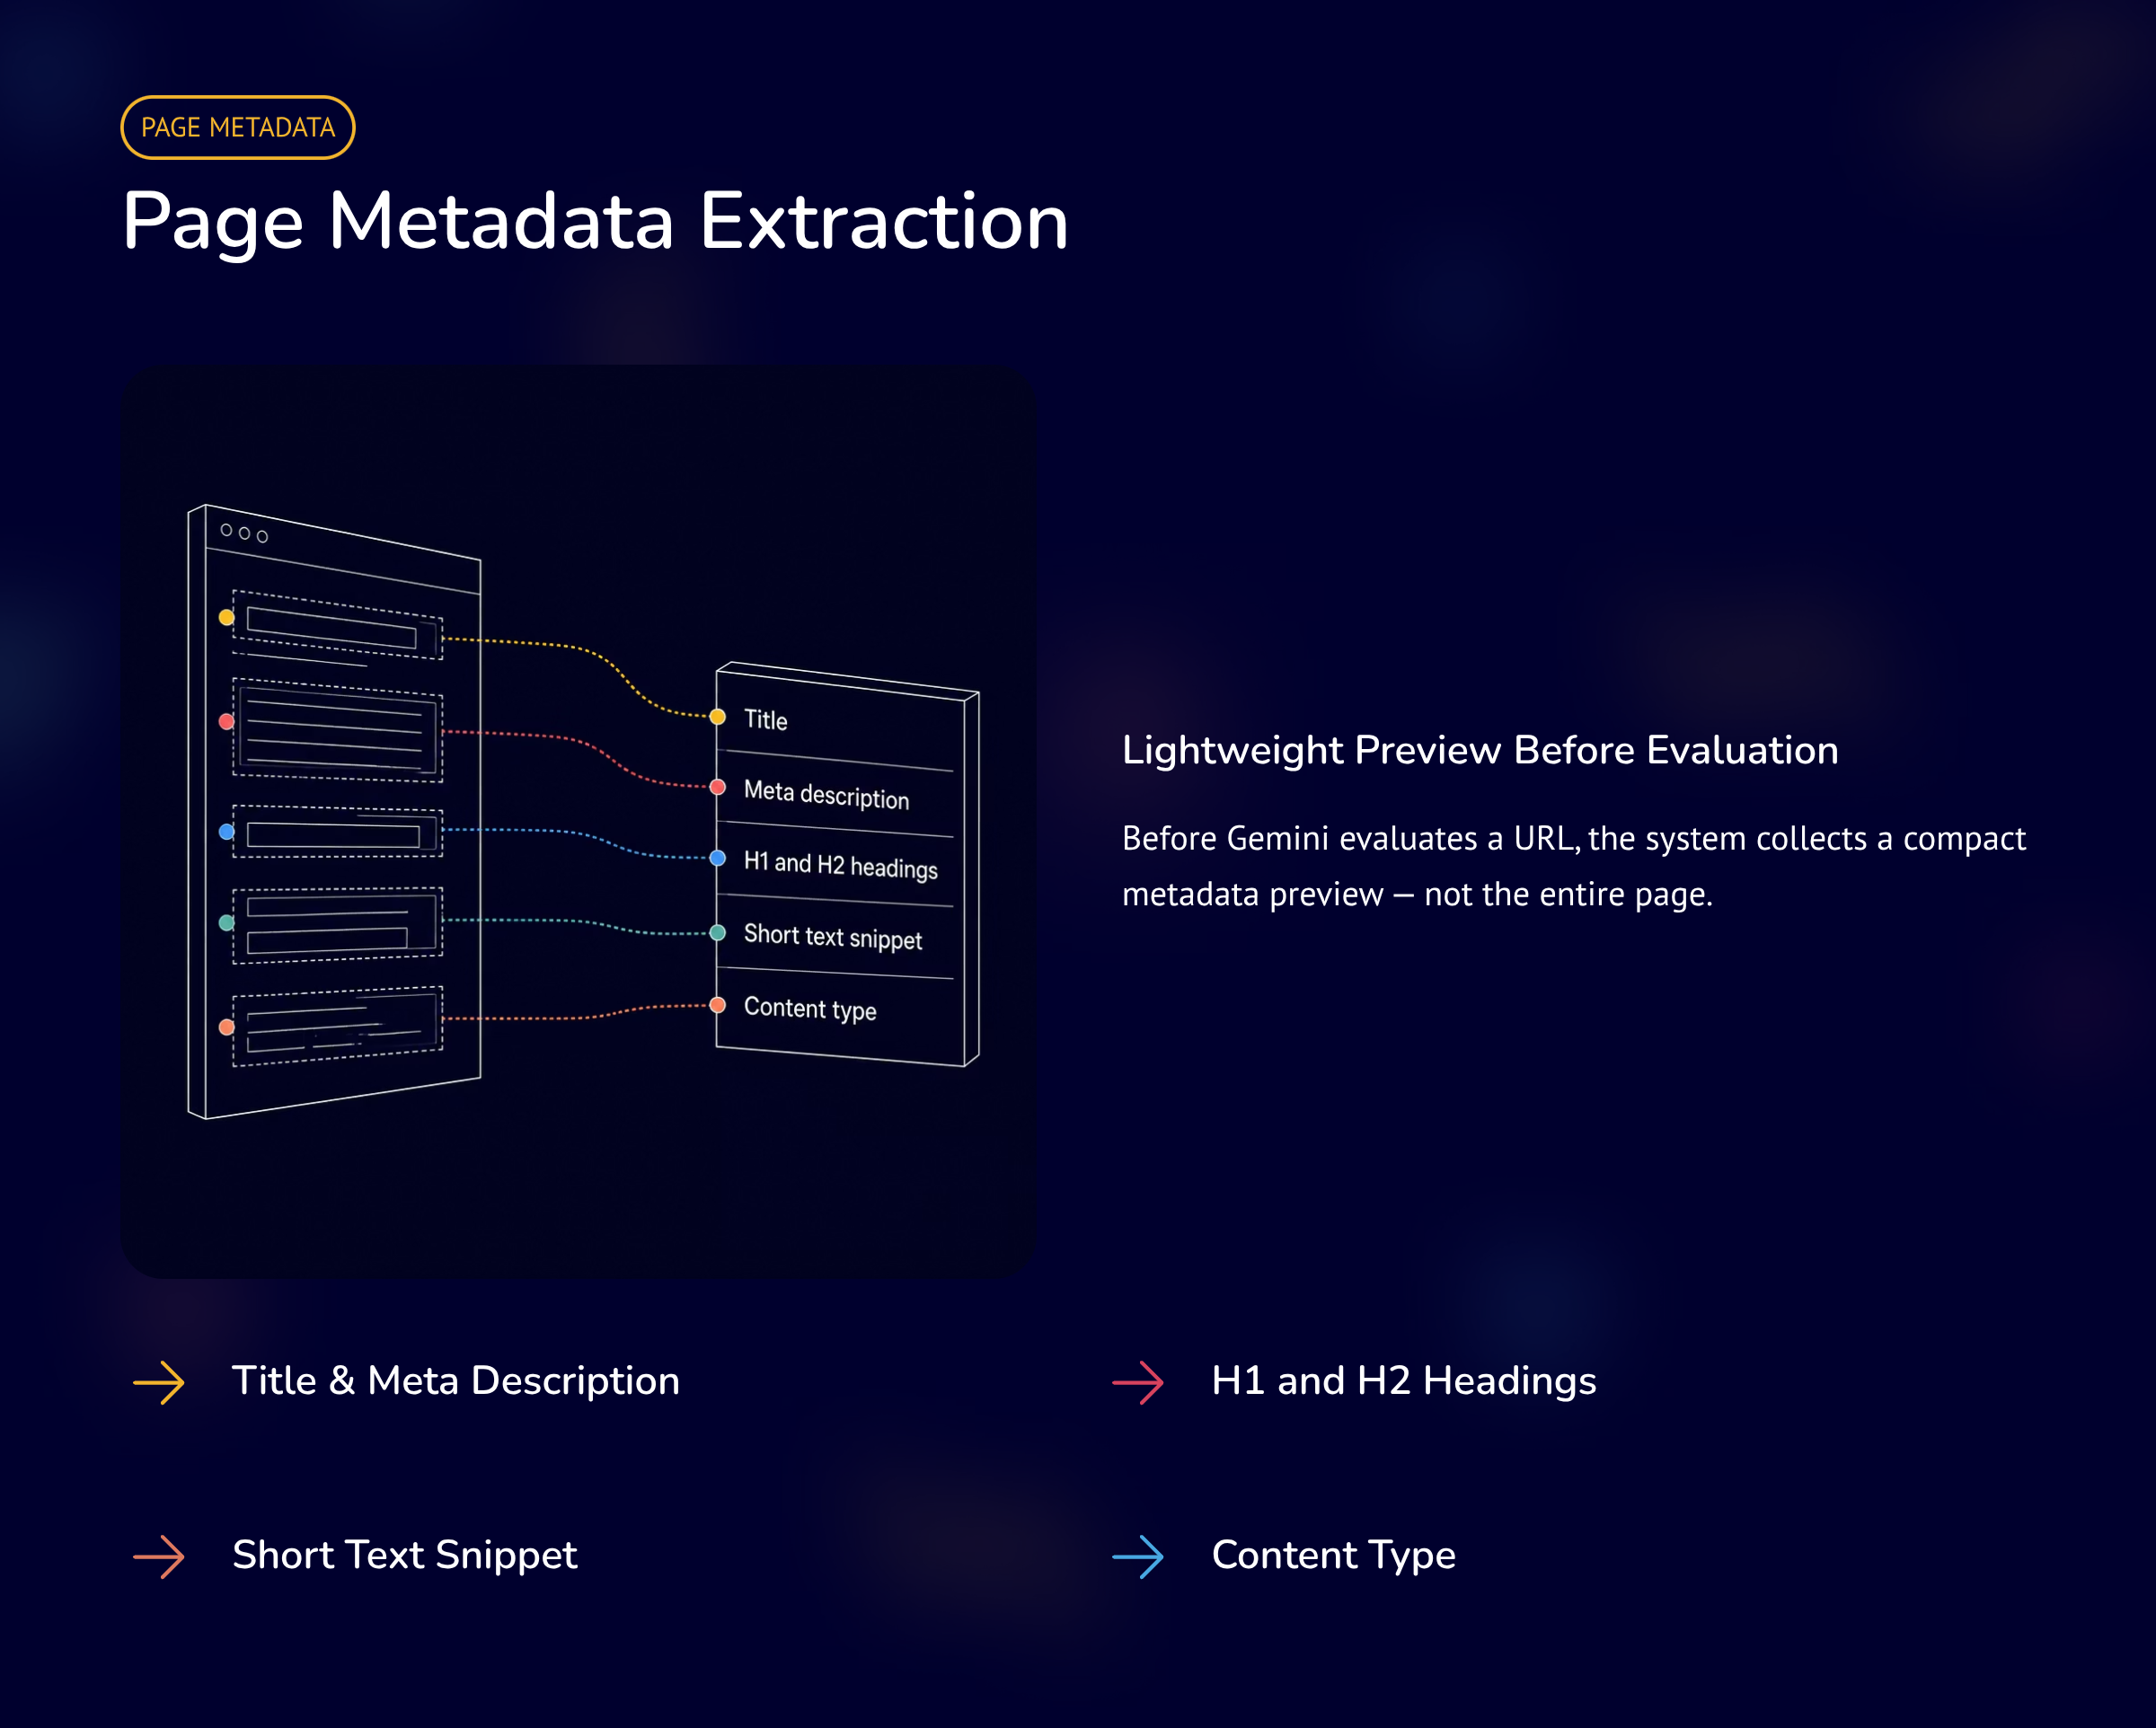 PAGE METADATA
Page Metadata Extraction
Title
Meta description
H1 and H2 headings
Short text snippet
Content type
Lightweight Preview Before Evaluation
Before Gemini evaluates a URL, the system collects a compact
metadata preview — not the entire page.
Title & Meta Description
H1 and H2 Headings
Short Text Snippet
Content Type